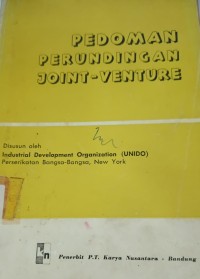 PEDOMAN
PERUNDINGAN
JOINT-VENTURE
Disusun oleh
Industrial Development Organization (UNIDO)
Perserikatan Bangsa-Bangsa, New York
Penerbit P.T. Karya Nusantara - Bandung